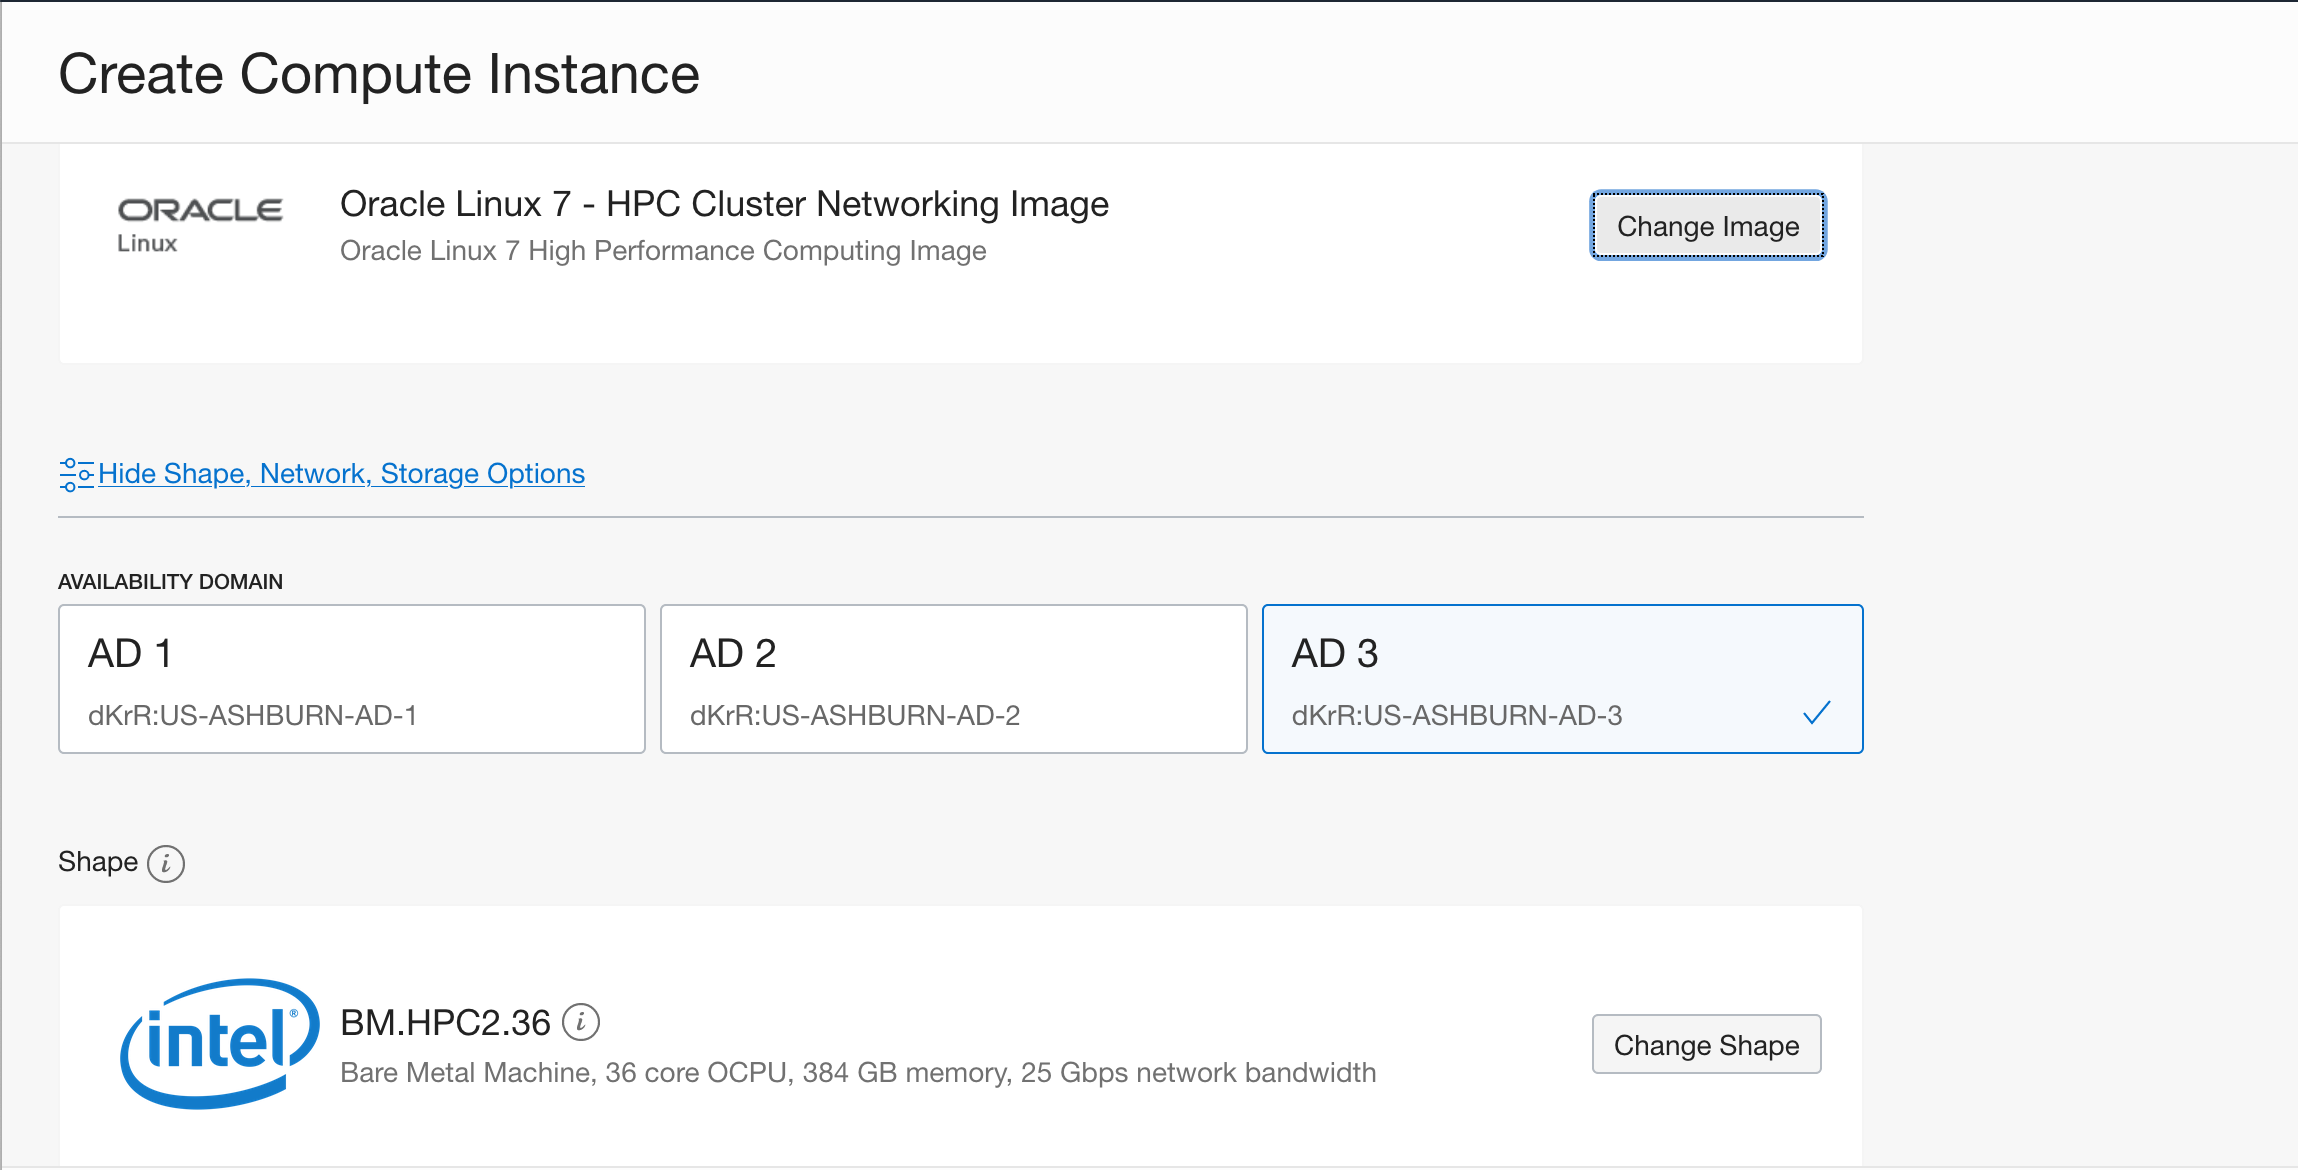 Create Compute Instance
ORACLE
Linux
Oracle Linux 7 - HPC Cluster Networking Image
Oracle Linux 7 High Performance Computing Image
Change Image
Hide Shape, Network, Storage Options
AVAILABILITY DOMAIN
AD 1
dKrR:US-ASHBURN-AD-1
AD 2
dKrR:US-ASHBURN-AD-2
AD 3
dKrR:US-ASHBURN-AD-3
Shape i
intel®
BM.HPC2.36 i
Bare Metal Machine, 36 core OCPU, 384 GB memory, 25 Gbps network bandwidth
Change Shape